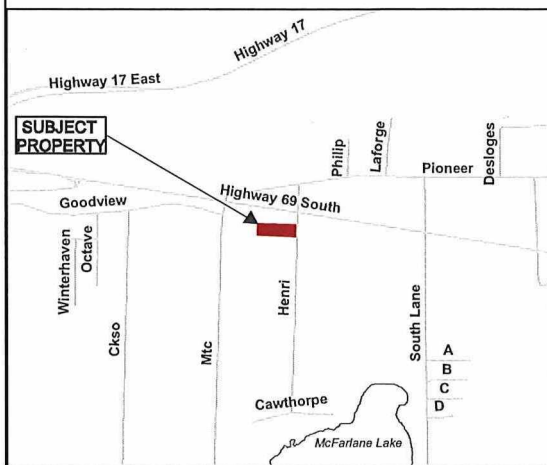 Highway 17
Highway 17 East
SUBJECT
PROPERTY
Philip
Laforge
Desloges
Pioneer
Highway 69 South
Goodview
Winterhaven
Octave
Ckso
Mtc
Henri
South Lane
A
B
C
D
Cawthorpe
McFarlane Lake